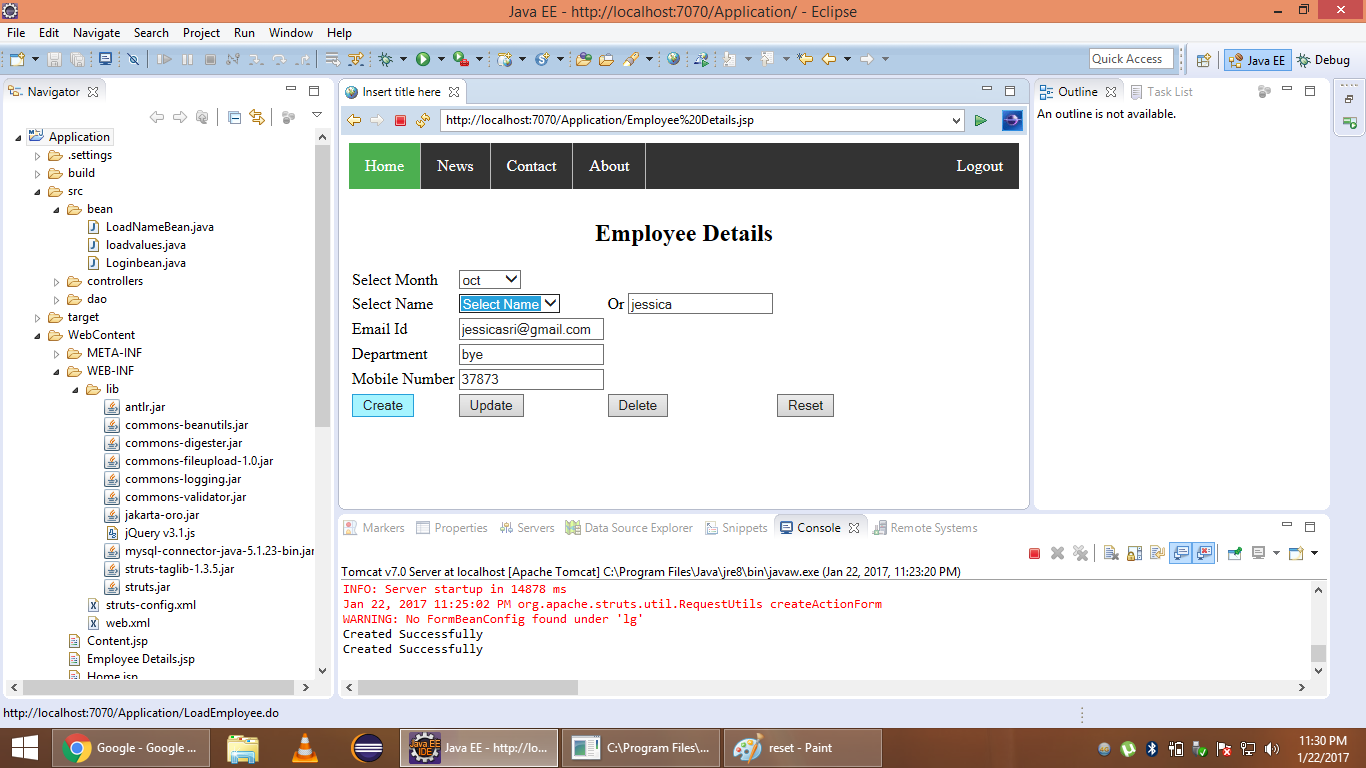 Java EE - http://localhost:7070/Application/ - Eclipse
File Edit Navigate Search Project Run Window Help
Quick Access Java EE Debug
Navigator
Application
.settings
build
src
bean
LoadNameBean.java
loadvalues.java
Loginbean.java
controllers
dao
target
WebContent
META-INF
WEB-INF
lib
antlr.jar
commons-beanutils.jar
commons-digester.jar
commons-fileupload-1.0.jar
commons-logging.jar
commons-validator.jar
jakarta-oro.jar
jQuery v3.1.js
mysql-connector-java-5.1.23-bin.jar
struts-taglib-1.3.5.jar
struts.jar
struts-config.xml
web.xml
Content.jsp
Employee Details.jsp
Home.jsp
Insert title here
http://localhost:7070/Application/Employee%20Details.jsp
Home News Contact About Logout
Employee Details
Select Month oct
Select Name Select Name Or jessica
Email Id jessicasri@gmail.com
Department bye
Mobile Number 37873
Create Update Delete Reset
Outline Task List
An outline is not available.
Markers Properties Servers Data Source Explorer Snippets Console Remote Systems
Tomcat v7.0 Server at localhost [Apache Tomcat] C:\Program Files\Java\jre8\bin\javaw.exe (Jan 22, 2017, 11:23:20 PM)
INFO: Server startup in 14878 ms
Jan 22, 2017 11:25:02 PM org.apache.struts.util.RequestUtils createActionForm
WARNING: No FormBeanConfig found under 'lg'
Created Successfully
Created Successfully
http://localhost:7070/Application/LoadEmployee.do
Google - Google ...
Java EE IDE
Java EE - http://lo...
C:\Program Files\...
reset - Paint
11:30 PM
1/22/2017